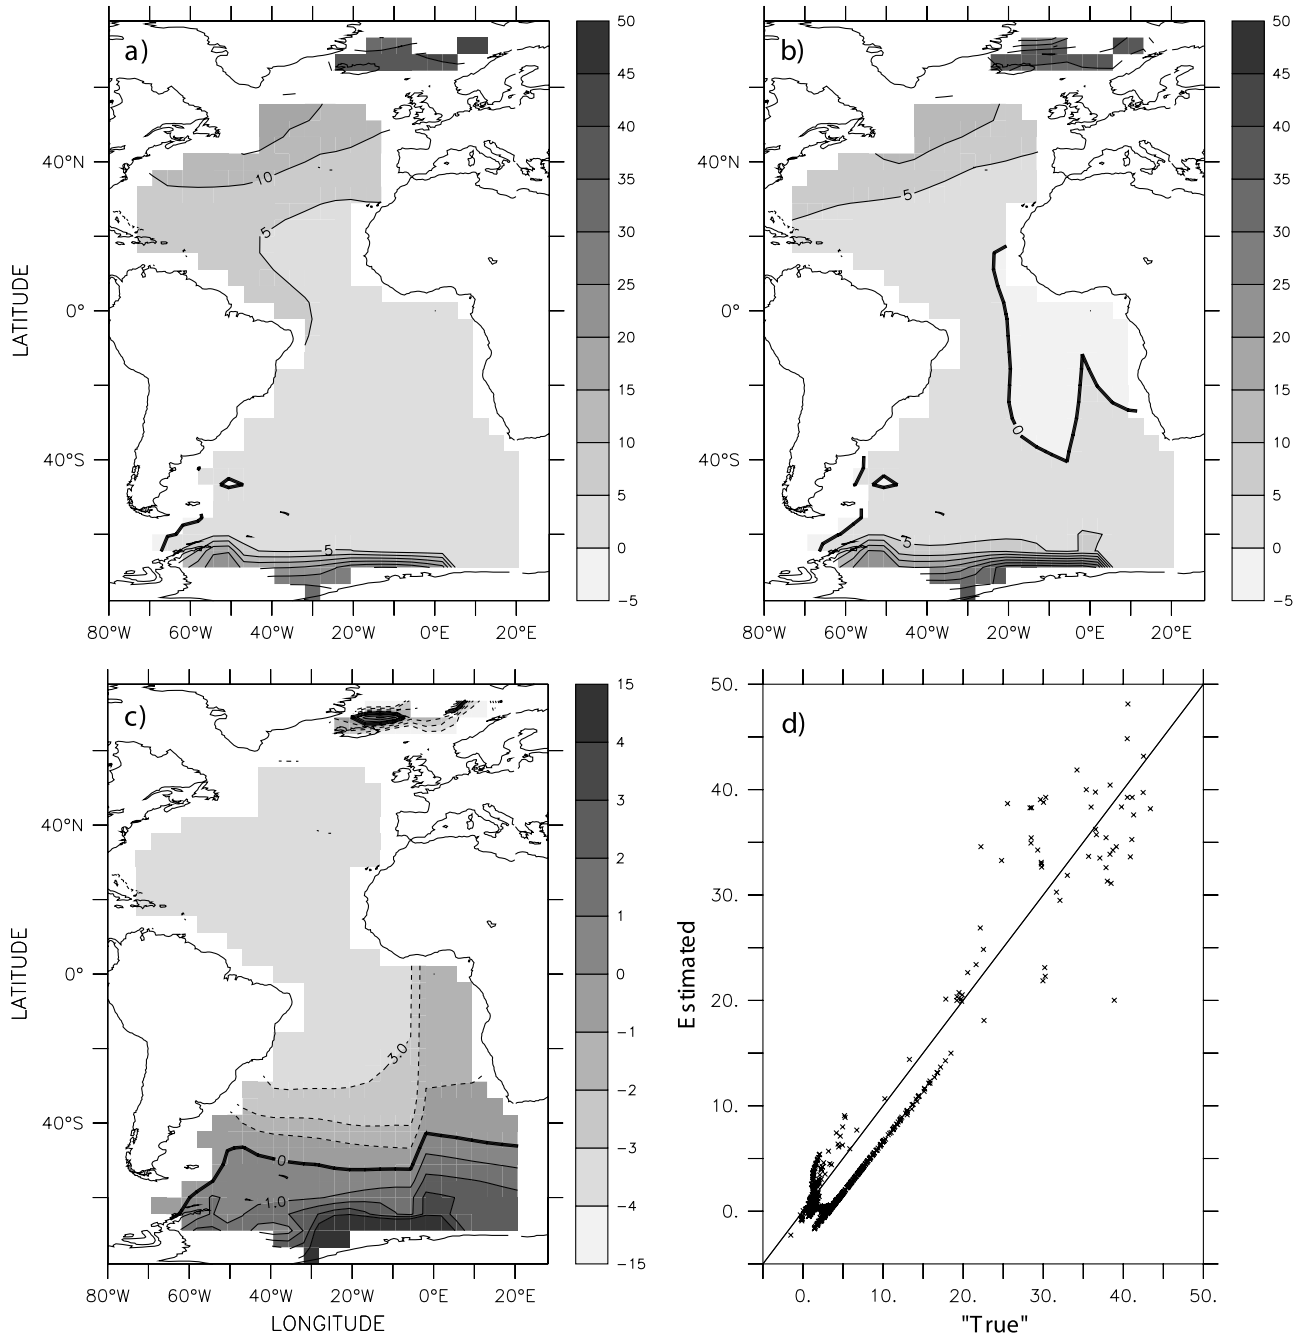 a)
50
45
40
35
30
25
20
15
10
5
0
-5
40°N
0°
40°S
LATITUDE
10
5
5
80°W 60°W 40°W 20°W 0°E 20°E
b)
50
45
40
35
30
25
20
15
10
5
0
-5
40°N
0°
40°S
5
0
5
80°W 60°W 40°W 20°W 0°E 20°E
c)
15
4
3
2
1
0
-1
-2
-3
-4
-15
40°N
0°
40°S
LATITUDE
3.0
0
1.0
80°W 60°W 40°W 20°W 0°E 20°E
LONGITUDE
d)
50.
40.
30.
20.
10.
0.
Estimated
0. 10. 20. 30. 40. 50.
"True"